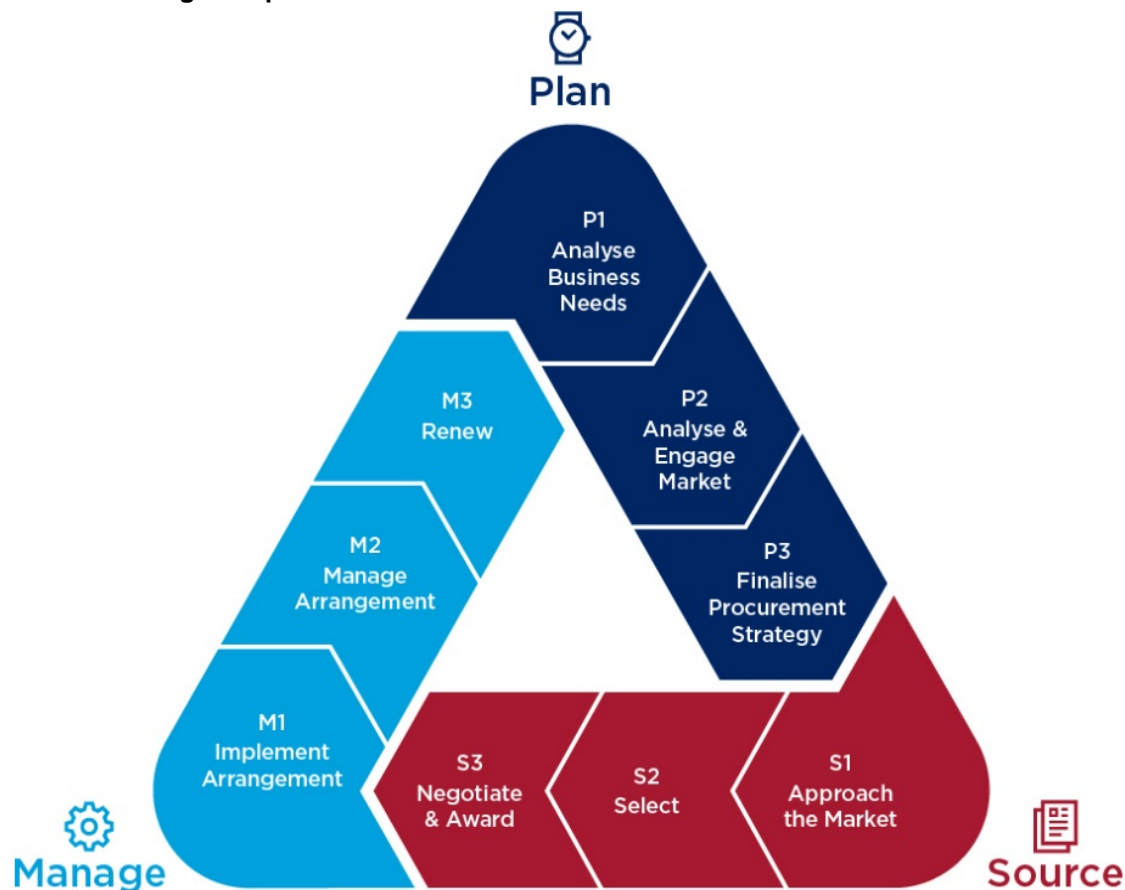 Plan
P1
Analyse
Business
Needs
P2
Analyse &
Engage
Market
P3
Finalise
Procurement
Strategy
S1
Approach
the Market
S2
Select
S3
Negotiate
& Award
M1
Implement
Arrangement
M2
Manage
Arrangement
M3
Renew
Manage
Source